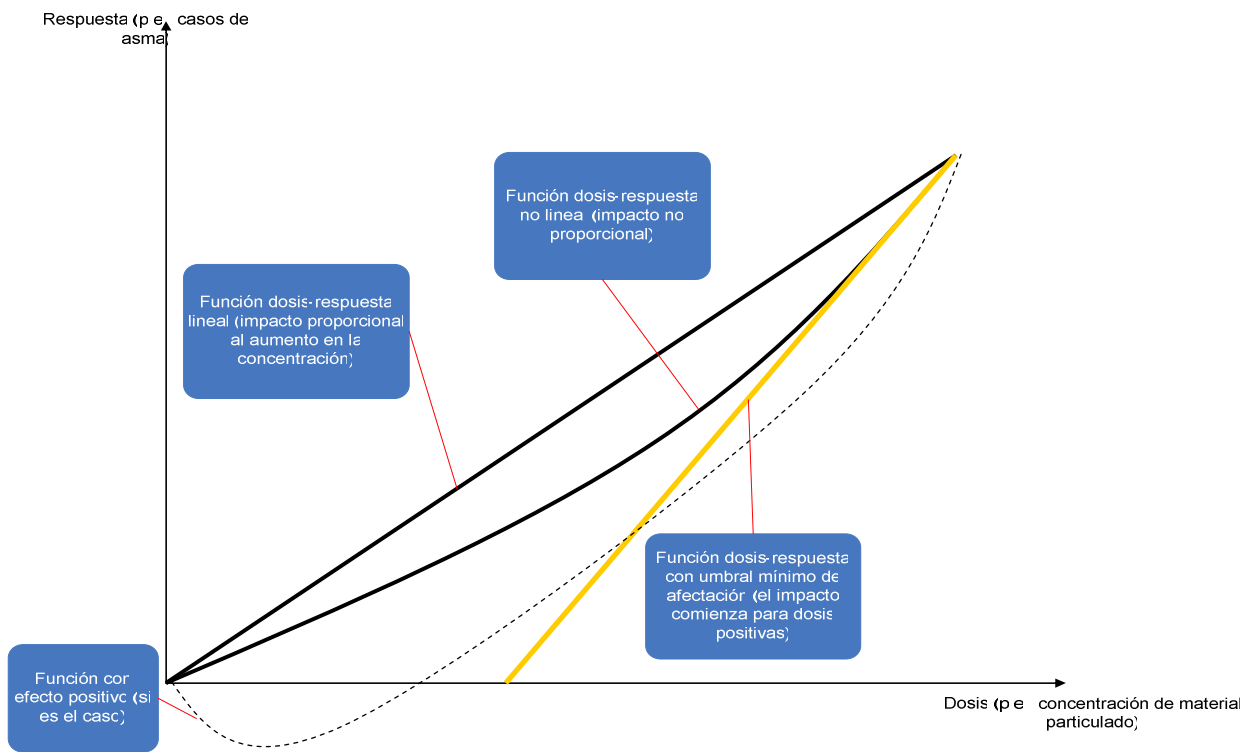 Respuesta (p e, casos de
asma)
Función dosis-respuesta
no linea (impacto no
proporcional)
Función dosis-respuesta
lineal (impacto proporcional
al aumento en la
concentración)
Función dosis-respuesta
con umbral mínimo de
afectación (el impacto
comienza para dosis
positivas)
Función con
efecto positivo (si
es el caso)
Dosis (p e concentración de material
particulado)